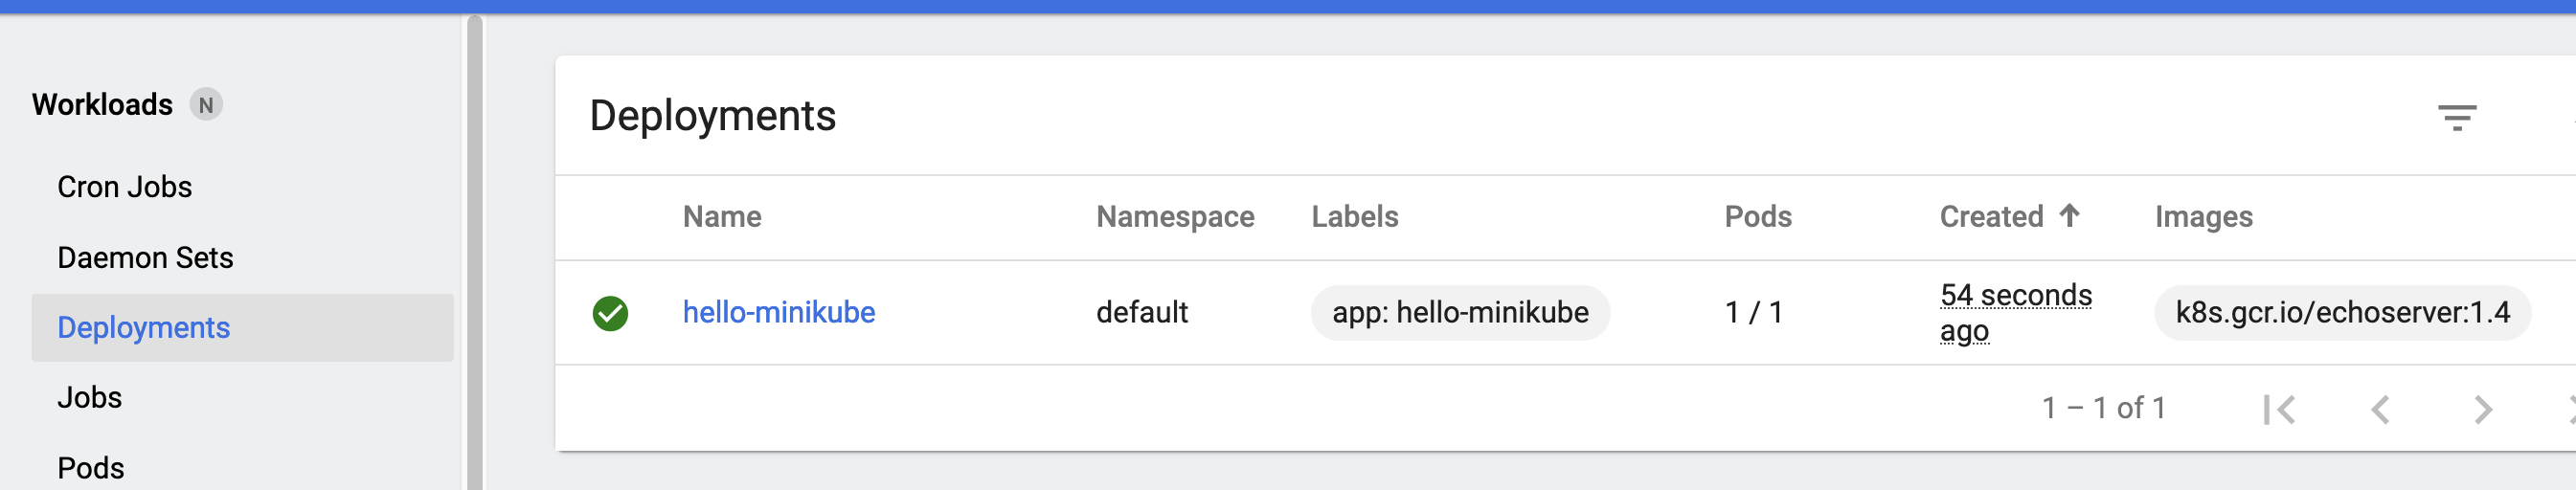 Workloads N
Cron Jobs
Daemon Sets
Deployments
Jobs
Pods
Deployments
Name Namespace Labels Pods Created Images
hello-minikube default app: hello-minikube 1 / 1 54 seconds ago k8s.gcr.io/echoserver:1.4
1 – 1 of 1